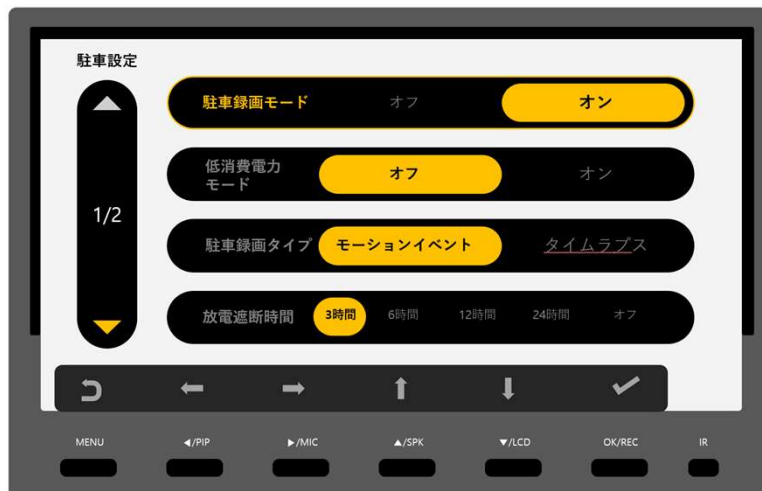 駐車設定
駐車録画モード オフ オン
低消費電力
モード オフ オン
1/2
駐車録画タイプ モーションイベント タイムラプス
放電遮断時間 3時間 6時間 12時間 24時間 オフ
MENU ◀/PIP ▶/MIC ▲/SPK ▼/LCD OK/REC IR